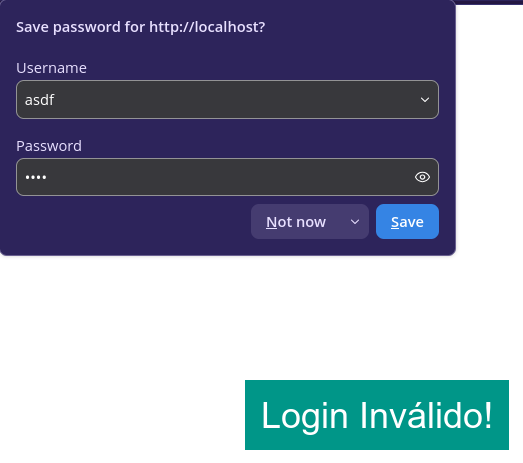 Save password for http://localhost?
Username
asdf
Password
••••
Not now
Save
Login Inválido!